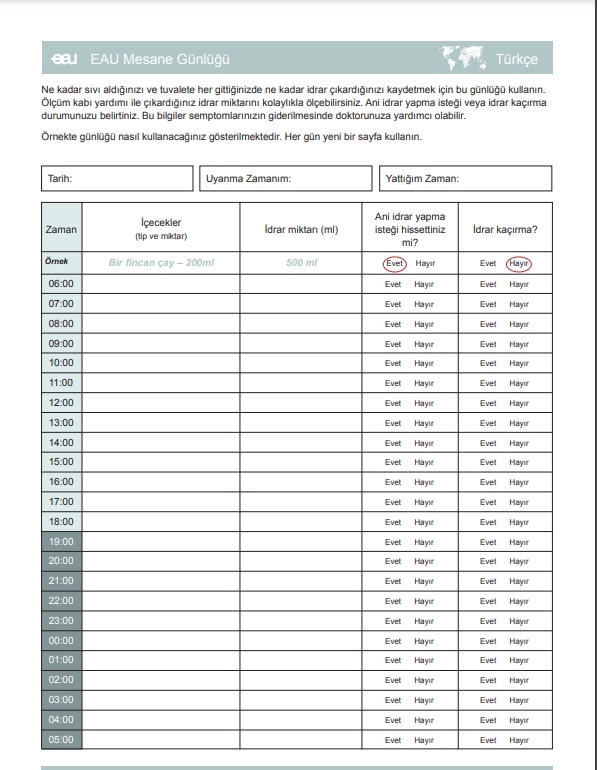 eau EAU Mesane Günlüğü Türkçe
Ne kadar sıvı aldığınızı ve tuvalete her gittiğinizde ne kadar idrar çıkardığınızı kaydetmek için bu günlüğü kullanın.
Ölçüm kabı yardımı ile çıkardığınız idrar miktarını kolaylıkla ölçebilirsiniz. Ani idrar yapma isteği veya idrar kaçırma
durumunuzu belirtiniz. Bu bilgiler semptomlarınızın giderilmesinde doktorunuza yardımcı olabilir.
Örnekte günlüğü nasıl kullanacağınız gösterilmektedir. Her gün yeni bir sayfa kullanın.
Tarih: Uyanma Zamanım: Yattığım Zaman:
Zaman İçecekler (tip ve miktar) İdrar miktarı (ml) Ani idrar yapma isteği hissettiniz mi? İdrar kaçırma?
Örnek Bir fincan çay – 200ml 500 ml Evet Hayır Evet Hayır
06:00 Evet Hayır Evet Hayır
07:00 Evet Hayır Evet Hayır
08:00 Evet Hayır Evet Hayır
09:00 Evet Hayır Evet Hayır
10:00 Evet Hayır Evet Hayır
11:00 Evet Hayır Evet Hayır
12:00 Evet Hayır Evet Hayır
13:00 Evet Hayır Evet Hayır
14:00 Evet Hayır Evet Hayır
15:00 Evet Hayır Evet Hayır
16:00 Evet Hayır Evet Hayır
17:00 Evet Hayır Evet Hayır
18:00 Evet Hayır Evet Hayır
19:00 Evet Hayır Evet Hayır
20:00 Evet Hayır Evet Hayır
21:00 Evet Hayır Evet Hayır
22:00 Evet Hayır Evet Hayır
23:00 Evet Hayır Evet Hayır
00:00 Evet Hayır Evet Hayır
01:00 Evet Hayır Evet Hayır
02:00 Evet Hayır Evet Hayır
03:00 Evet Hayır Evet Hayır
04:00 Evet Hayır Evet Hayır
05:00 Evet Hayır Evet Hayır